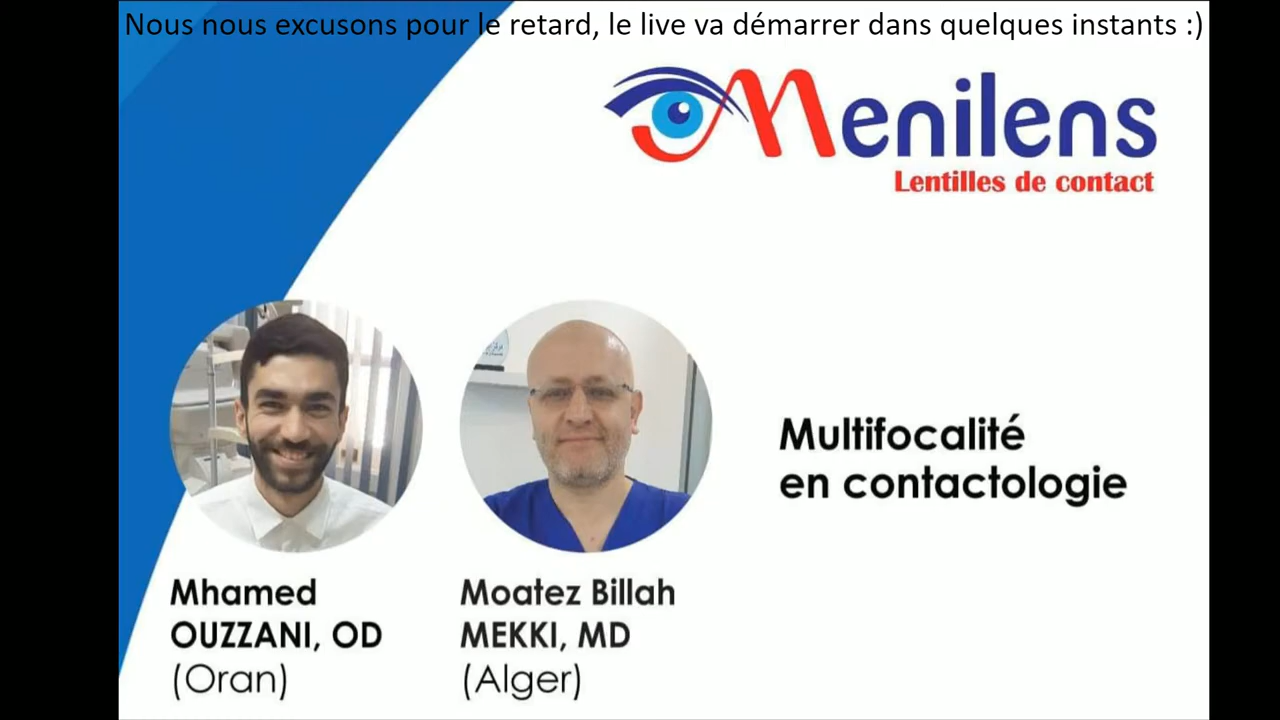 Nous nous excusons pour le retard, le live va démarrer dans quelques instants :)
Menilens
Lentilles de contact
Multifocalité
en contactologie
Mhamed
OUZZANI, OD
(Oran)
Moatez Billah
MEKKI, MD
(Alger)